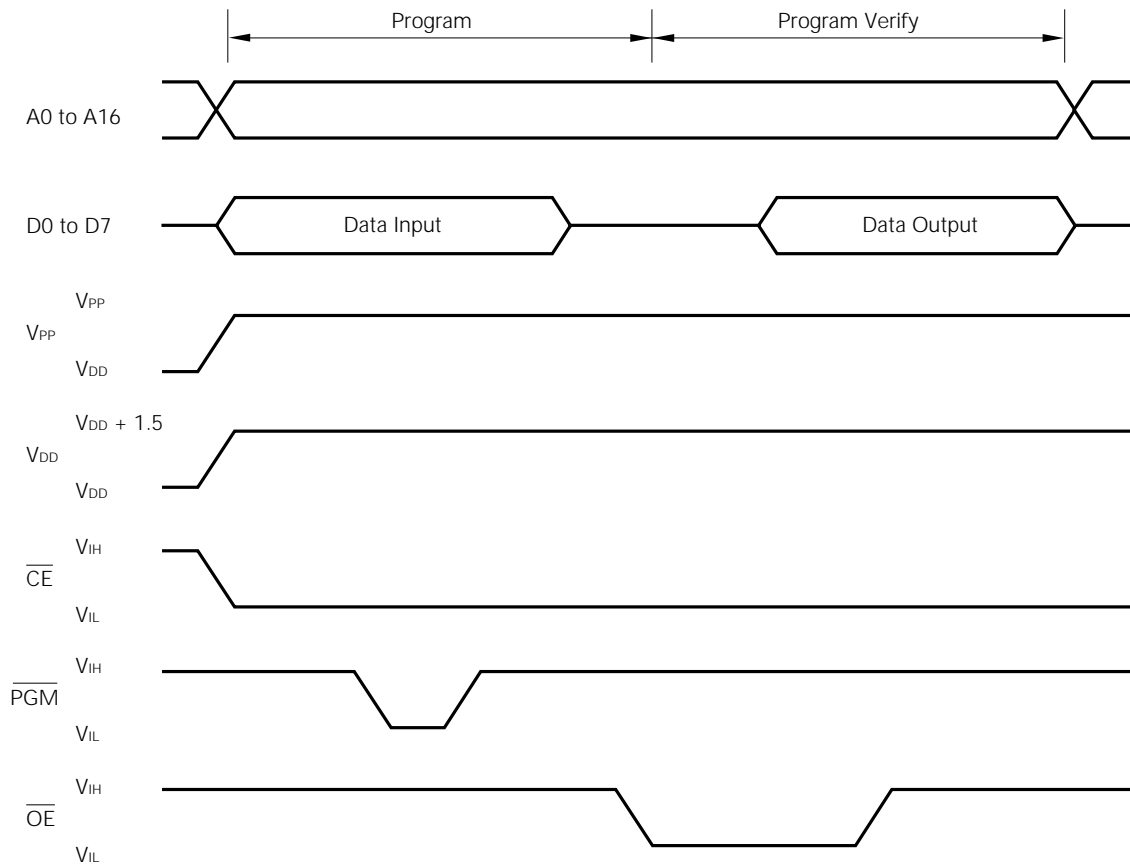 Program
Program Verify
A0 to A16
D0 to D7
Data Input
Data Output
VPP
VPP
VDD
VDD + 1.5
VDD
VDD
VIH
CE
VIL
VIH
PGM
VIL
VIH
OE
VIL